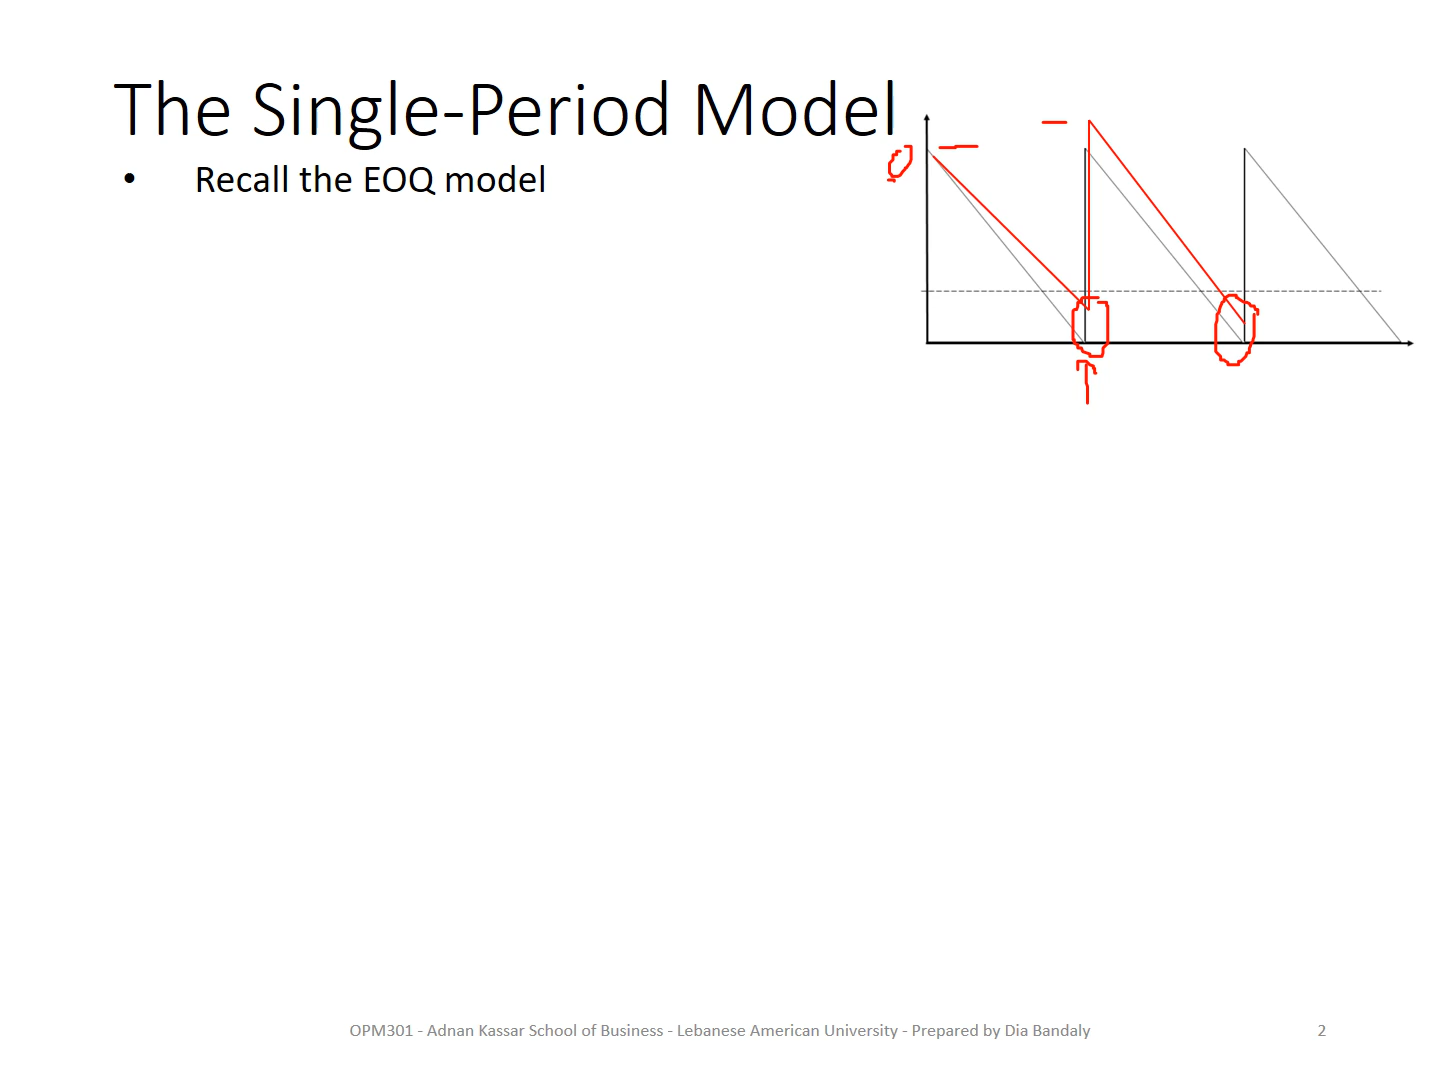 The Single-Period Model
• Recall the EOQ model
OPM301 - Adnan Kassar School of Business - Lebanese American University - Prepared by Dia Bandaly
2